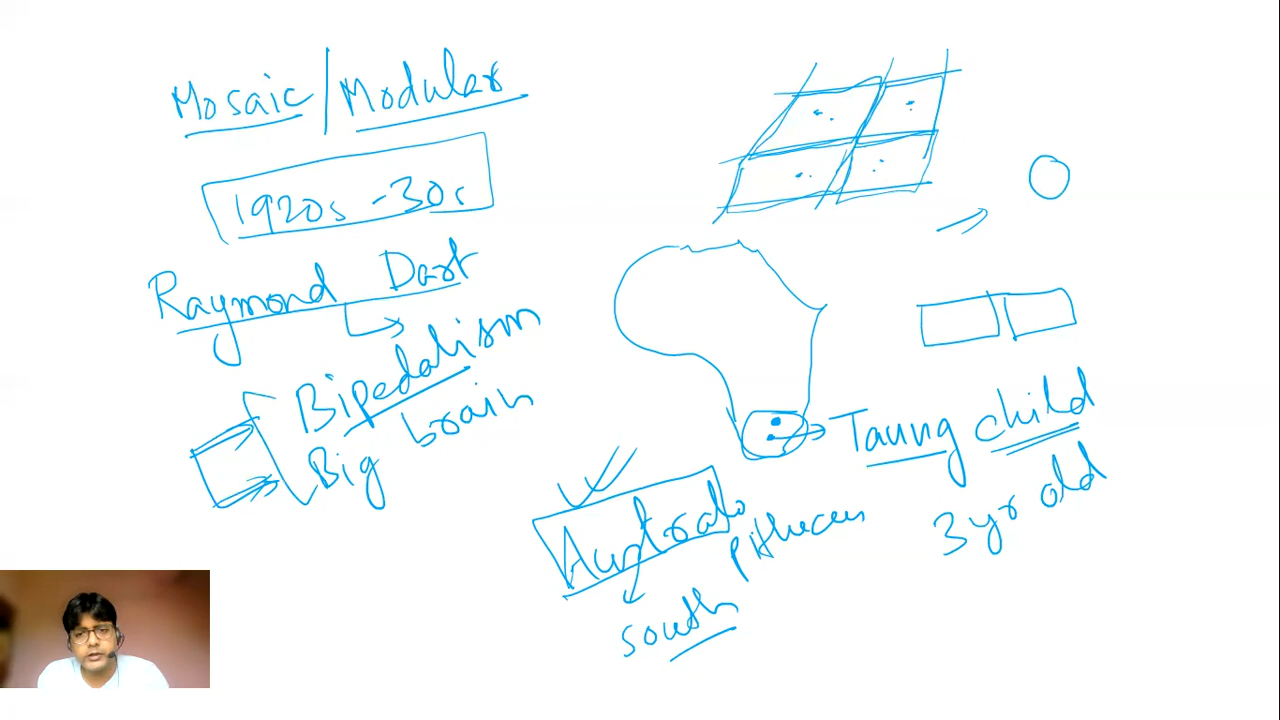 Mosaic/Modular
1920s - 30s
Raymond Dart
Bipedalism
Big brain
Taung child
3 yr old
Australo
pithecus
south